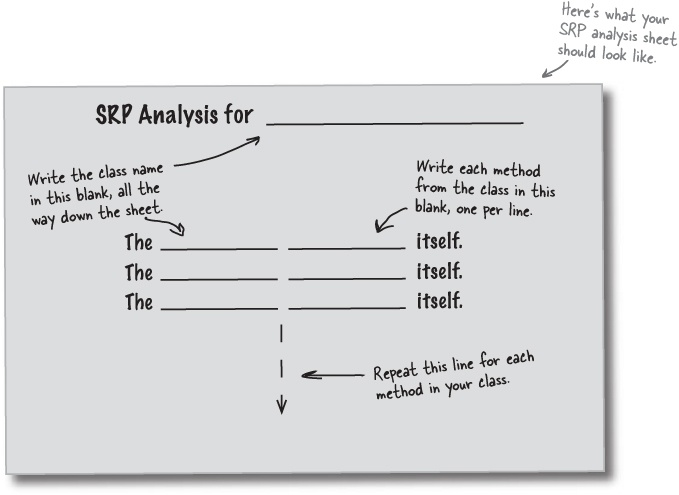 Here's what your
SRP analysis sheet
should look like.
SRP Analysis for
Write the class name
in this blank, all the
way down the sheet.
Write each method
from the class in this
blank, one per line.
The itself.
The itself.
The itself.
Repeat this line for each
method in your class.